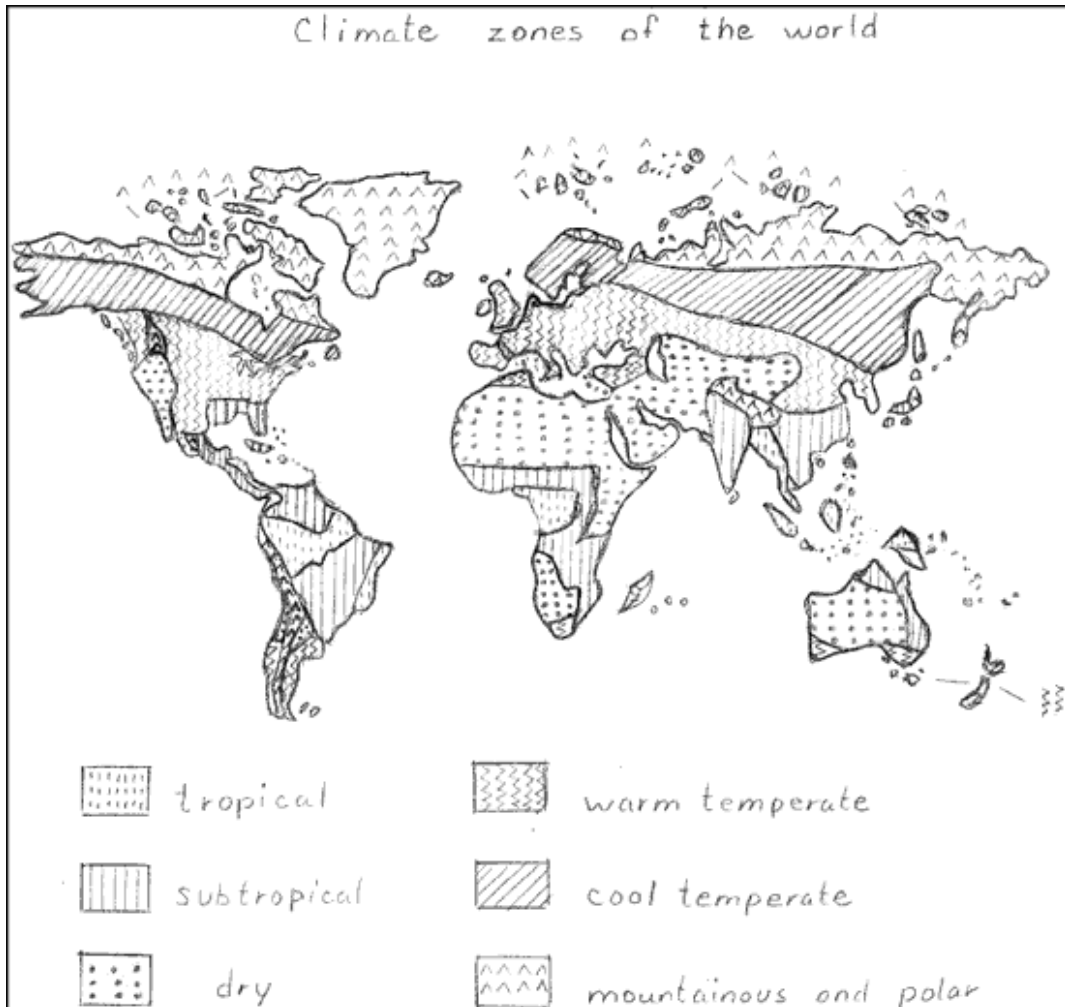 Climate zones of the world
tropical
warm temperate
subtropical
cool temperate
dry
mountainous and polar